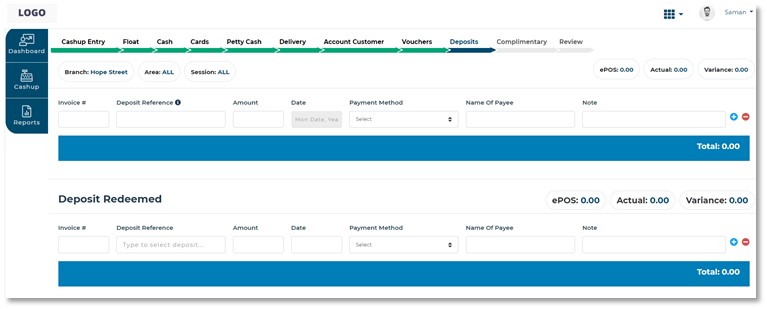 LOGO
Saman
Dashboard
Cashup
Reports
Cashup Entry Float Cash Cards Petty Cash Delivery Account Customer Vouchers Deposits Complimentary Review
Branch: Hope Street Area: ALL Session: ALL ePOS: 0.00 Actual: 0.00 Variance: 0.00
Invoice # Deposit Reference Amount Date Payment Method Name Of Payee Note
Mon Date, Yea Select
Total: 0.00
Deposit Redeemed ePOS: 0.00 Actual: 0.00 Variance: 0.00
Invoice # Deposit Reference Amount Date Payment Method Name Of Payee Note
Type to select deposit... Select
Total: 0.00